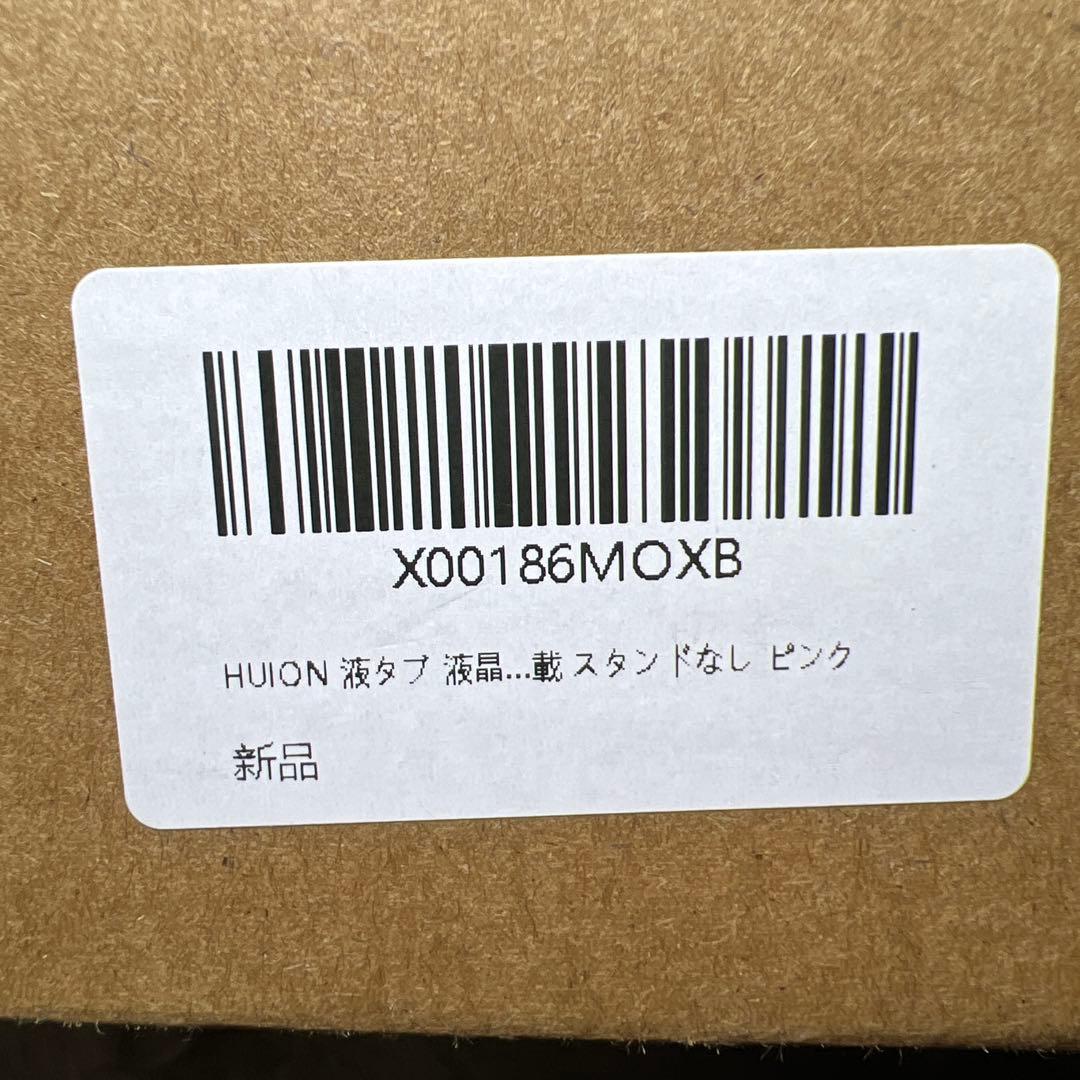 X00186MOXB
HUION 液タブ 液晶...載 スタンドなし ピンク
新品